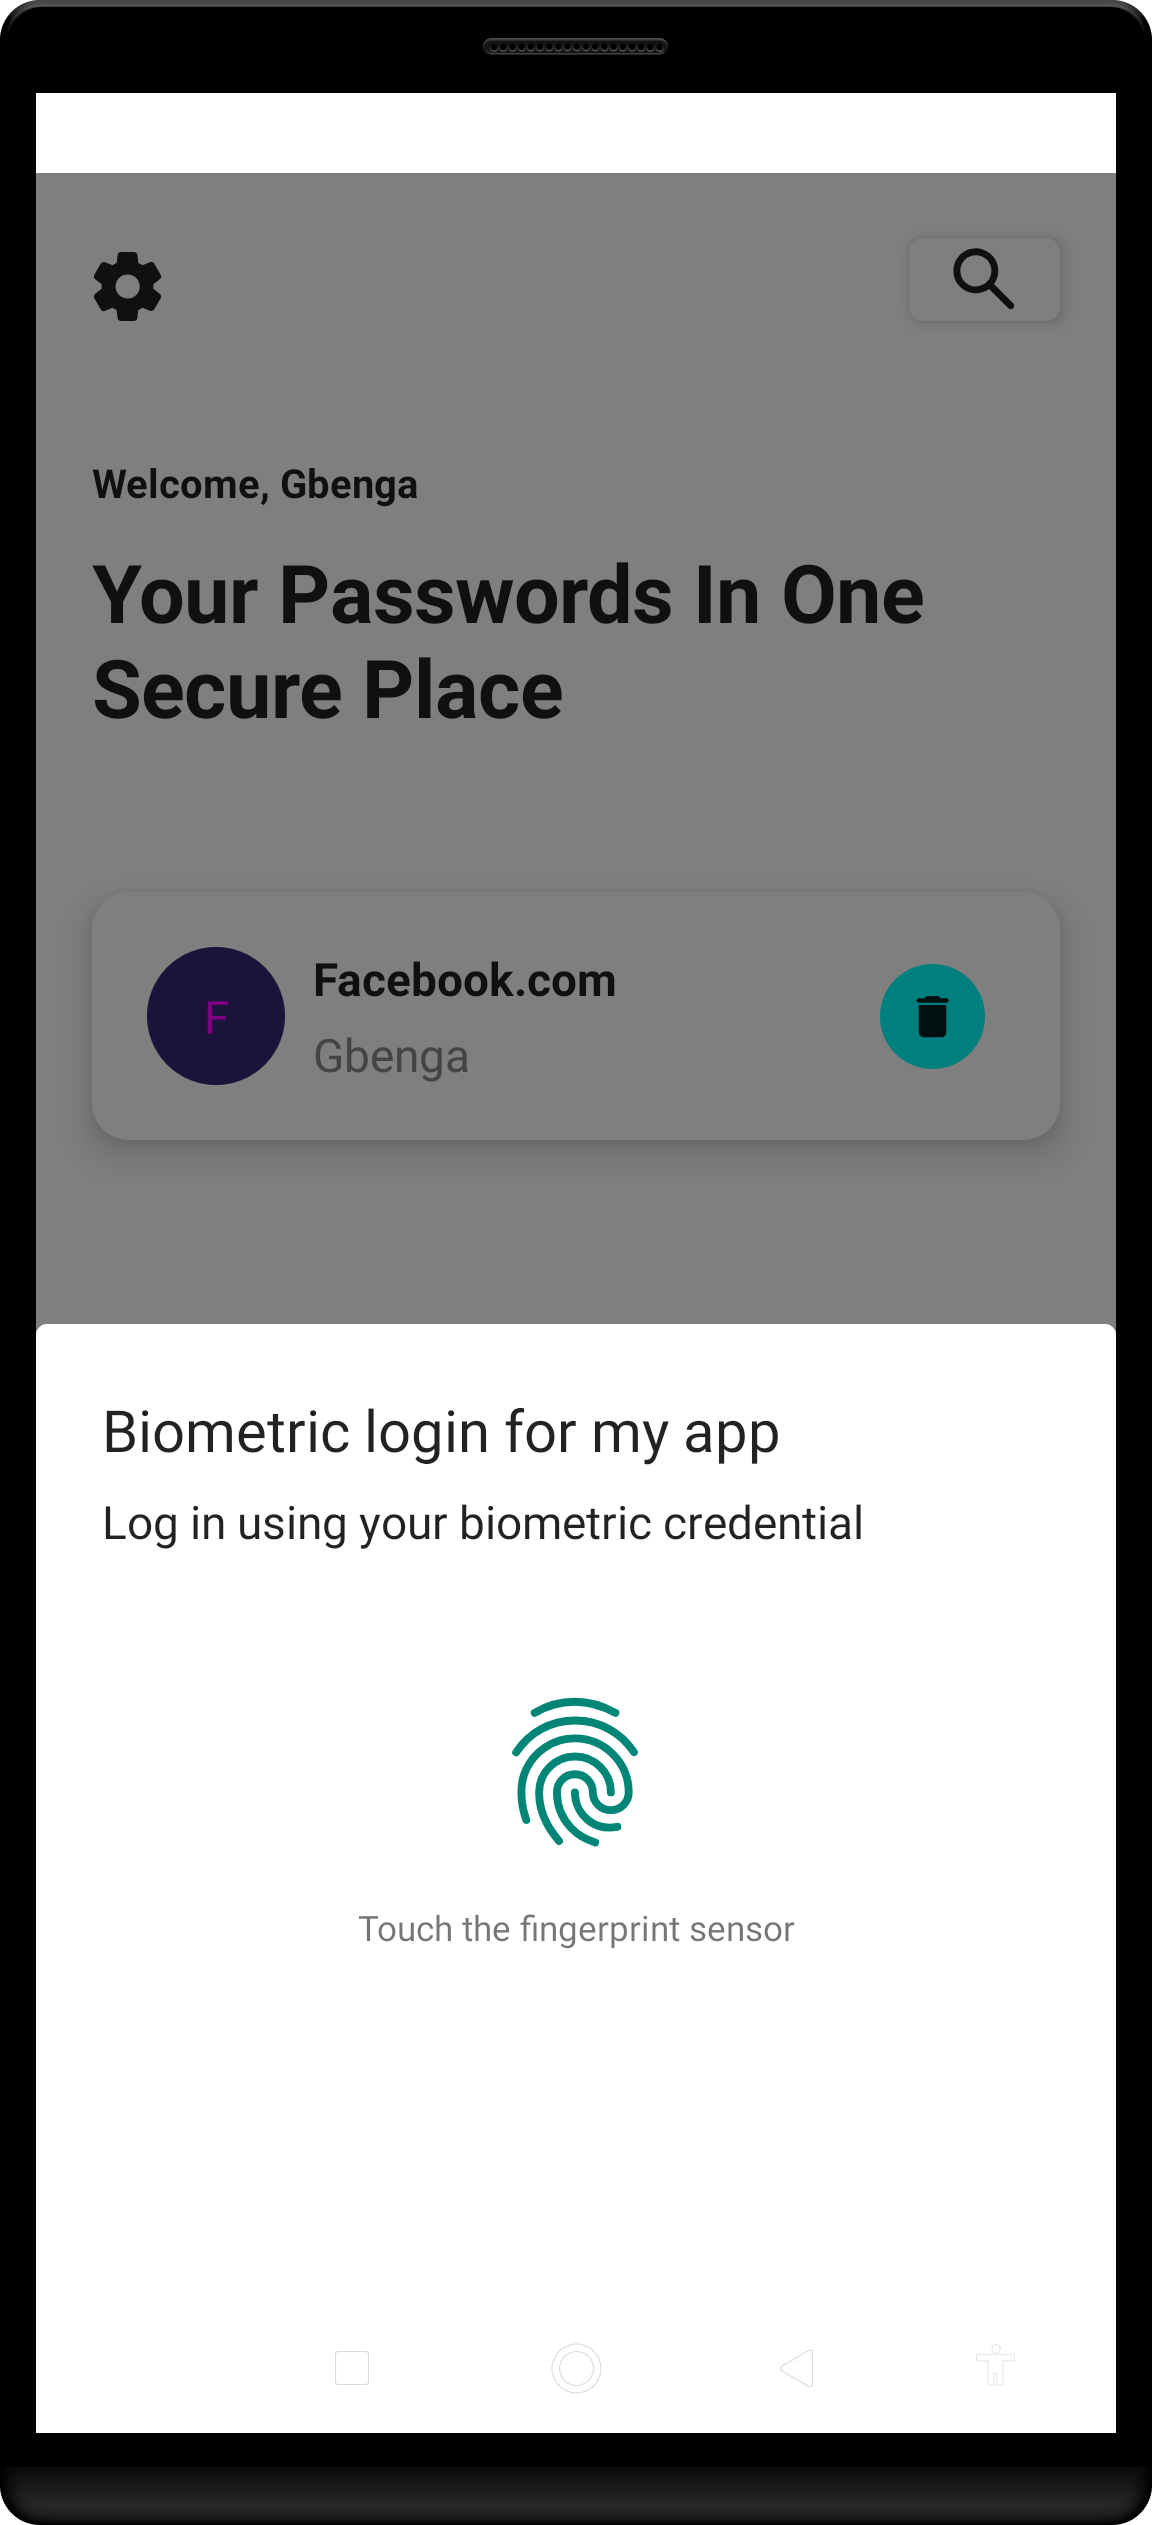 Welcome, Gbenga
Your Passwords In One
Secure Place
F
Facebook.com
Gbenga
Biometric login for my app
Log in using your biometric credential
Touch the fingerprint sensor